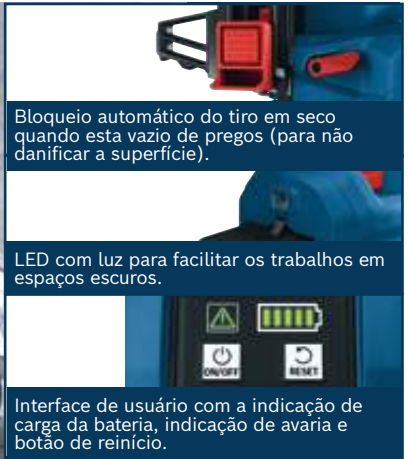 Bloqueio automático do tiro em seco
quando esta vazio de pregos (para não
danificar a superfície).
LED com luz para facilitar os trabalhos em
espaços escuros.
ON/OFF
RESET
Interface de usuário com a indicação de
carga da bateria, indicação de avaria e
botão de reinício.